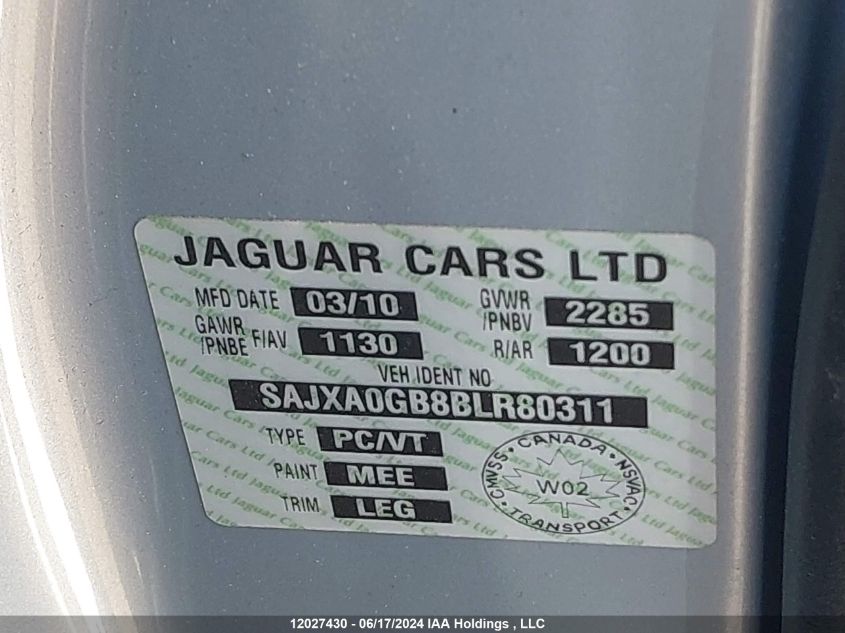 JAGUAR CARS LTD
MFD DATE 03/10 GVWR /PNBV 2285
GAWR /PNBE F/AV 1130 R/AR 1200
VEH IDENT NO
SAJXA0GB8BLR80311
TYPE PC/VT
PAINT MEE
TRIM LEG
CANADA
CMVSS W02 NSVAC
TRANSPORT
12027430 - 06/17/2024 IAA Holdings , LLC